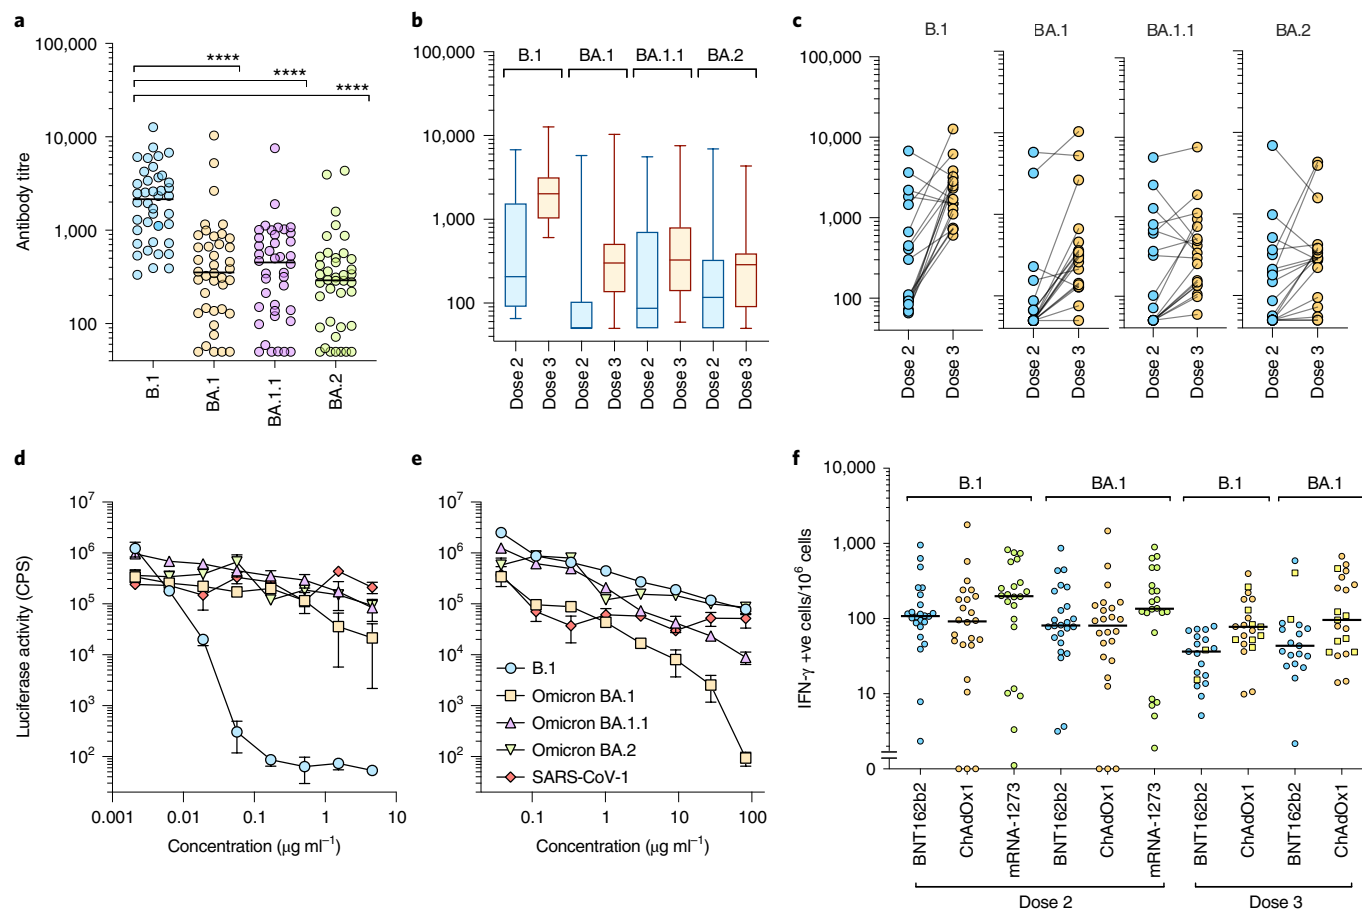 a
100,000
10,000
1,000
100
Antibody titre
****
****
****
B.1
BA.1
BA.1.1
BA.2
b
100,000
10,000
1,000
100
B.1
BA.1
BA.1.1
BA.2
Dose 2
Dose 3
Dose 2
Dose 3
Dose 2
Dose 3
Dose 2
Dose 3
c
B.1
BA.1
BA.1.1
BA.2
100,000
10,000
1,000
100
Dose 2
Dose 3
Dose 2
Dose 3
Dose 2
Dose 3
Dose 2
Dose 3
d
10⁷
10⁶
10⁵
10⁴
10³
10²
Luciferase activity (CPS)
0.001
0.01
0.1
1
10
Concentration (μg ml⁻¹)
e
10⁷
10⁶
10⁵
10⁴
10³
10²
B.1
Omicron BA.1
Omicron BA.1.1
Omicron BA.2
SARS-CoV-1
0.1
1
10
100
Concentration (μg ml⁻¹)
f
10,000
1,000
100
10
0
IFN-γ +ve cells/10⁶ cells
B.1
BA.1
B.1
BA.1
BNT162b2
ChAdOx1
mRNA-1273
BNT162b2
ChAdOx1
mRNA-1273
BNT162b2
ChAdOx1
BNT162b2
ChAdOx1
Dose 2
Dose 3